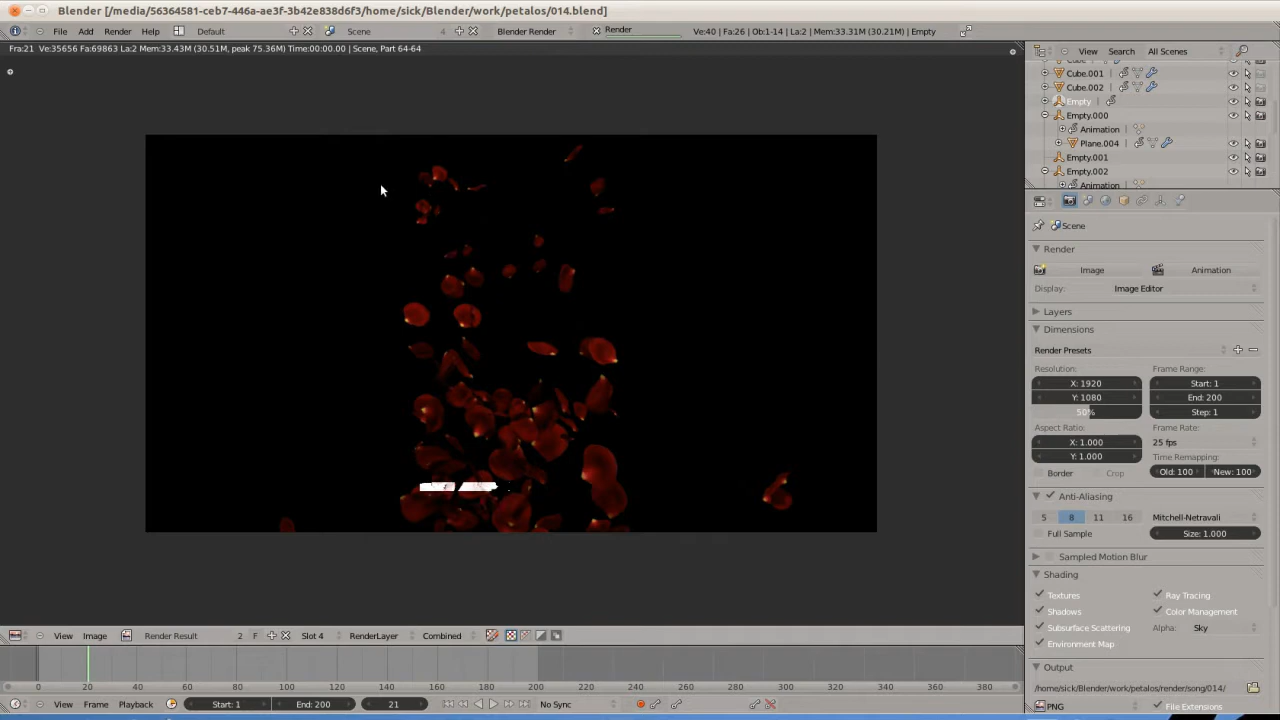 Blender [/media/56364581-ceb7-446a-ae3f-3b42e838d6f3/home/sick/Blender/work/petalos/014.blend]
File Add Render Help Default Scene 4 Blender Render Render Ve:40 | Fa:26 | Ob:1-14 | La:2 | Mem:33.31M (30.21M) | Empty
Fra:21 Ve:35656 Fa:69863 La:2 Mem:33.43M (30.51M, peak 75.36M) Time:00:00.00 | Scene, Part 64-64
View Search All Scenes
Cube
Cube.001
Cube.002
Empty
Empty.000
Animation
Plane.004
Empty.001
Empty.002
Animation
Scene
Render
Image Animation
Display: Image Editor
Layers
Dimensions
Render Presets
Resolution: Frame Range:
X: 1920 Start: 1
Y: 1080 End: 200
50% Step: 1
Aspect Ratio: Frame Rate:
X: 1.000 25 fps
Y: 1.000 Time Remapping:
Border Crop Old: 100 New: 100
Anti-Aliasing
5 8 11 16 Mitchell-Netravali
Full Sample Size: 1.000
Sampled Motion Blur
Shading
Textures Ray Tracing
Shadows Color Management
Subsurface Scattering Alpha: Sky
Environment Map
Output
/home/sick/Blender/work/petalos/render/song/014/
PNG File Extensions
View Image Render Result 2 F Slot 4 RenderLayer Combined
0 20 40 60 80 100 120 140 160 180 200 220 240 260 280 300 320 340 360 380
View Frame Playback Start: 1 End: 200 21 No Sync